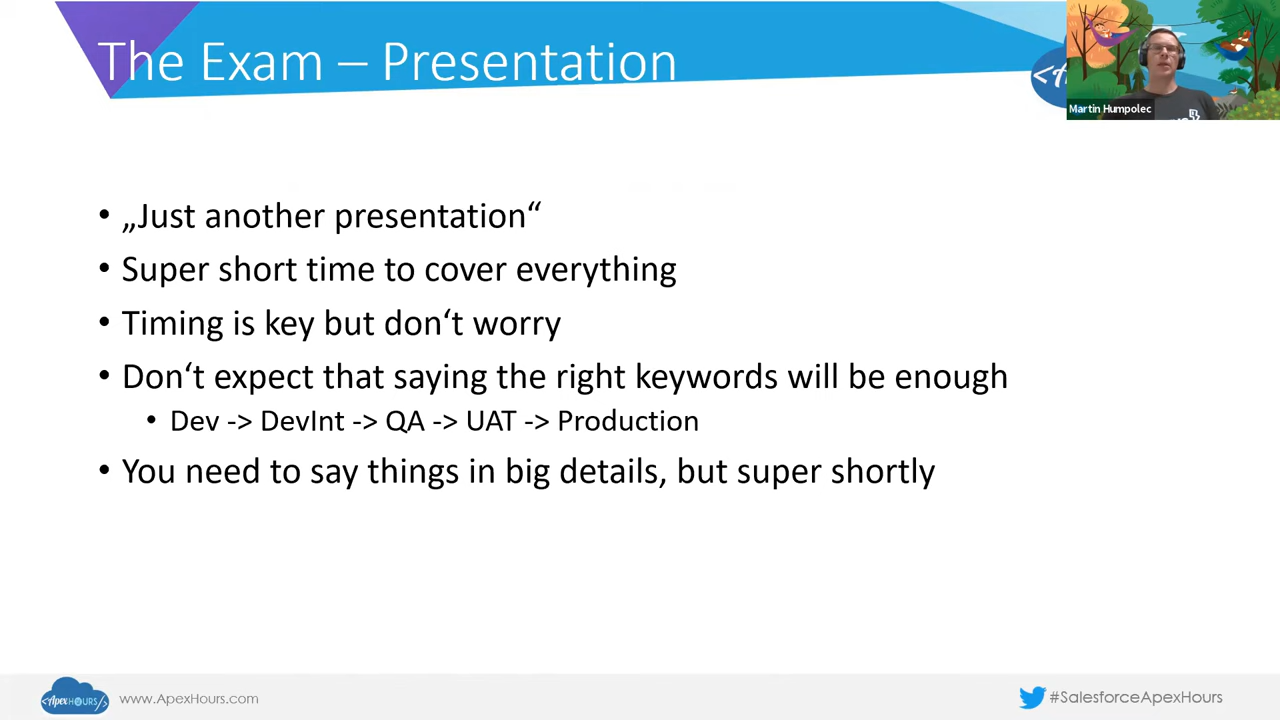 The Exam – Presentation
Martin Humpolec
• „Just another presentation“
• Super short time to cover everything
• Timing is key but don‘t worry
• Don‘t expect that saying the right keywords will be enough
• Dev -> DevInt -> QA -> UAT -> Production
• You need to say things in big details, but super shortly
<Apex HOURS/>
www.ApexHours.com
#SalesforceApexHours